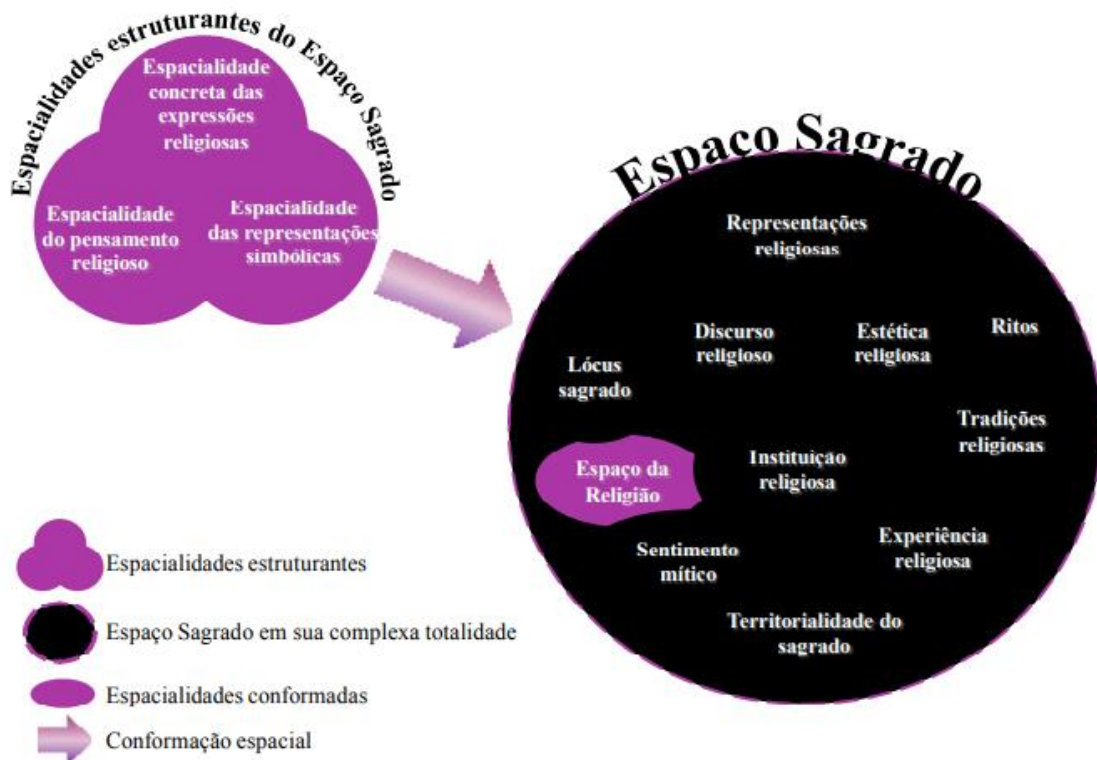 Espacialidades estruturantes do Espaço Sagrado
Espacialidade
concreta das
expressões
religiosas
Espacialidade
do pensamento
religioso
Espacialidade
das representações
simbólicas
Espaço Sagrado
Representações
religiosas
Discurso
religioso
Estética
religiosa
Ritos
Lócus
sagrado
Tradições
religiosas
Espaço da
Religião
Instituição
religiosa
Sentimento
mítico
Experiência
religiosa
Territorialidade do
sagrado
Espacialidades estruturantes
Espaço Sagrado em sua complexa totalidade
Espacialidades conformadas
Conformação espacial